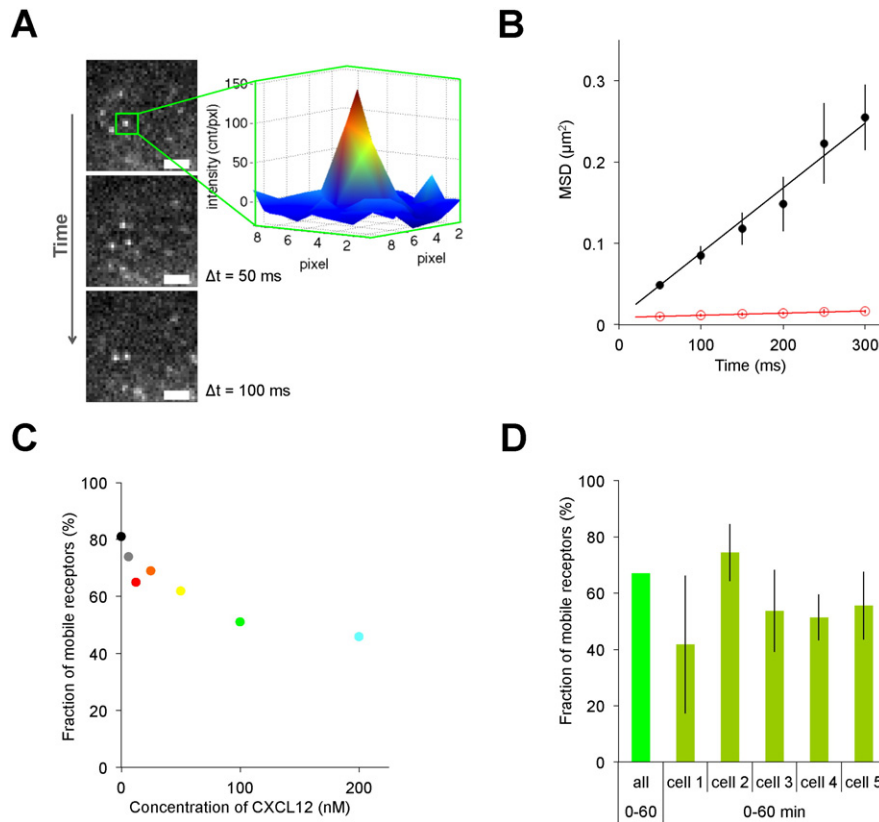 A
Time
Δt = 50 ms
Δt = 100 ms
intensity (cnt/pxl)
150
100
50
0
8
6
4
2
pixel
8
6
4
2
pixel
B
MSD (µm²)
0.3
0.2
0.1
0
0
100
200
300
Time (ms)
C
Fraction of mobile receptors (%)
100
80
60
40
20
0
0
100
200
Concentration of CXCL12 (nM)
D
Fraction of mobile receptors (%)
100
80
60
40
20
0
all
cell 1
cell 2
cell 3
cell 4
cell 5
0-60
0-60 min